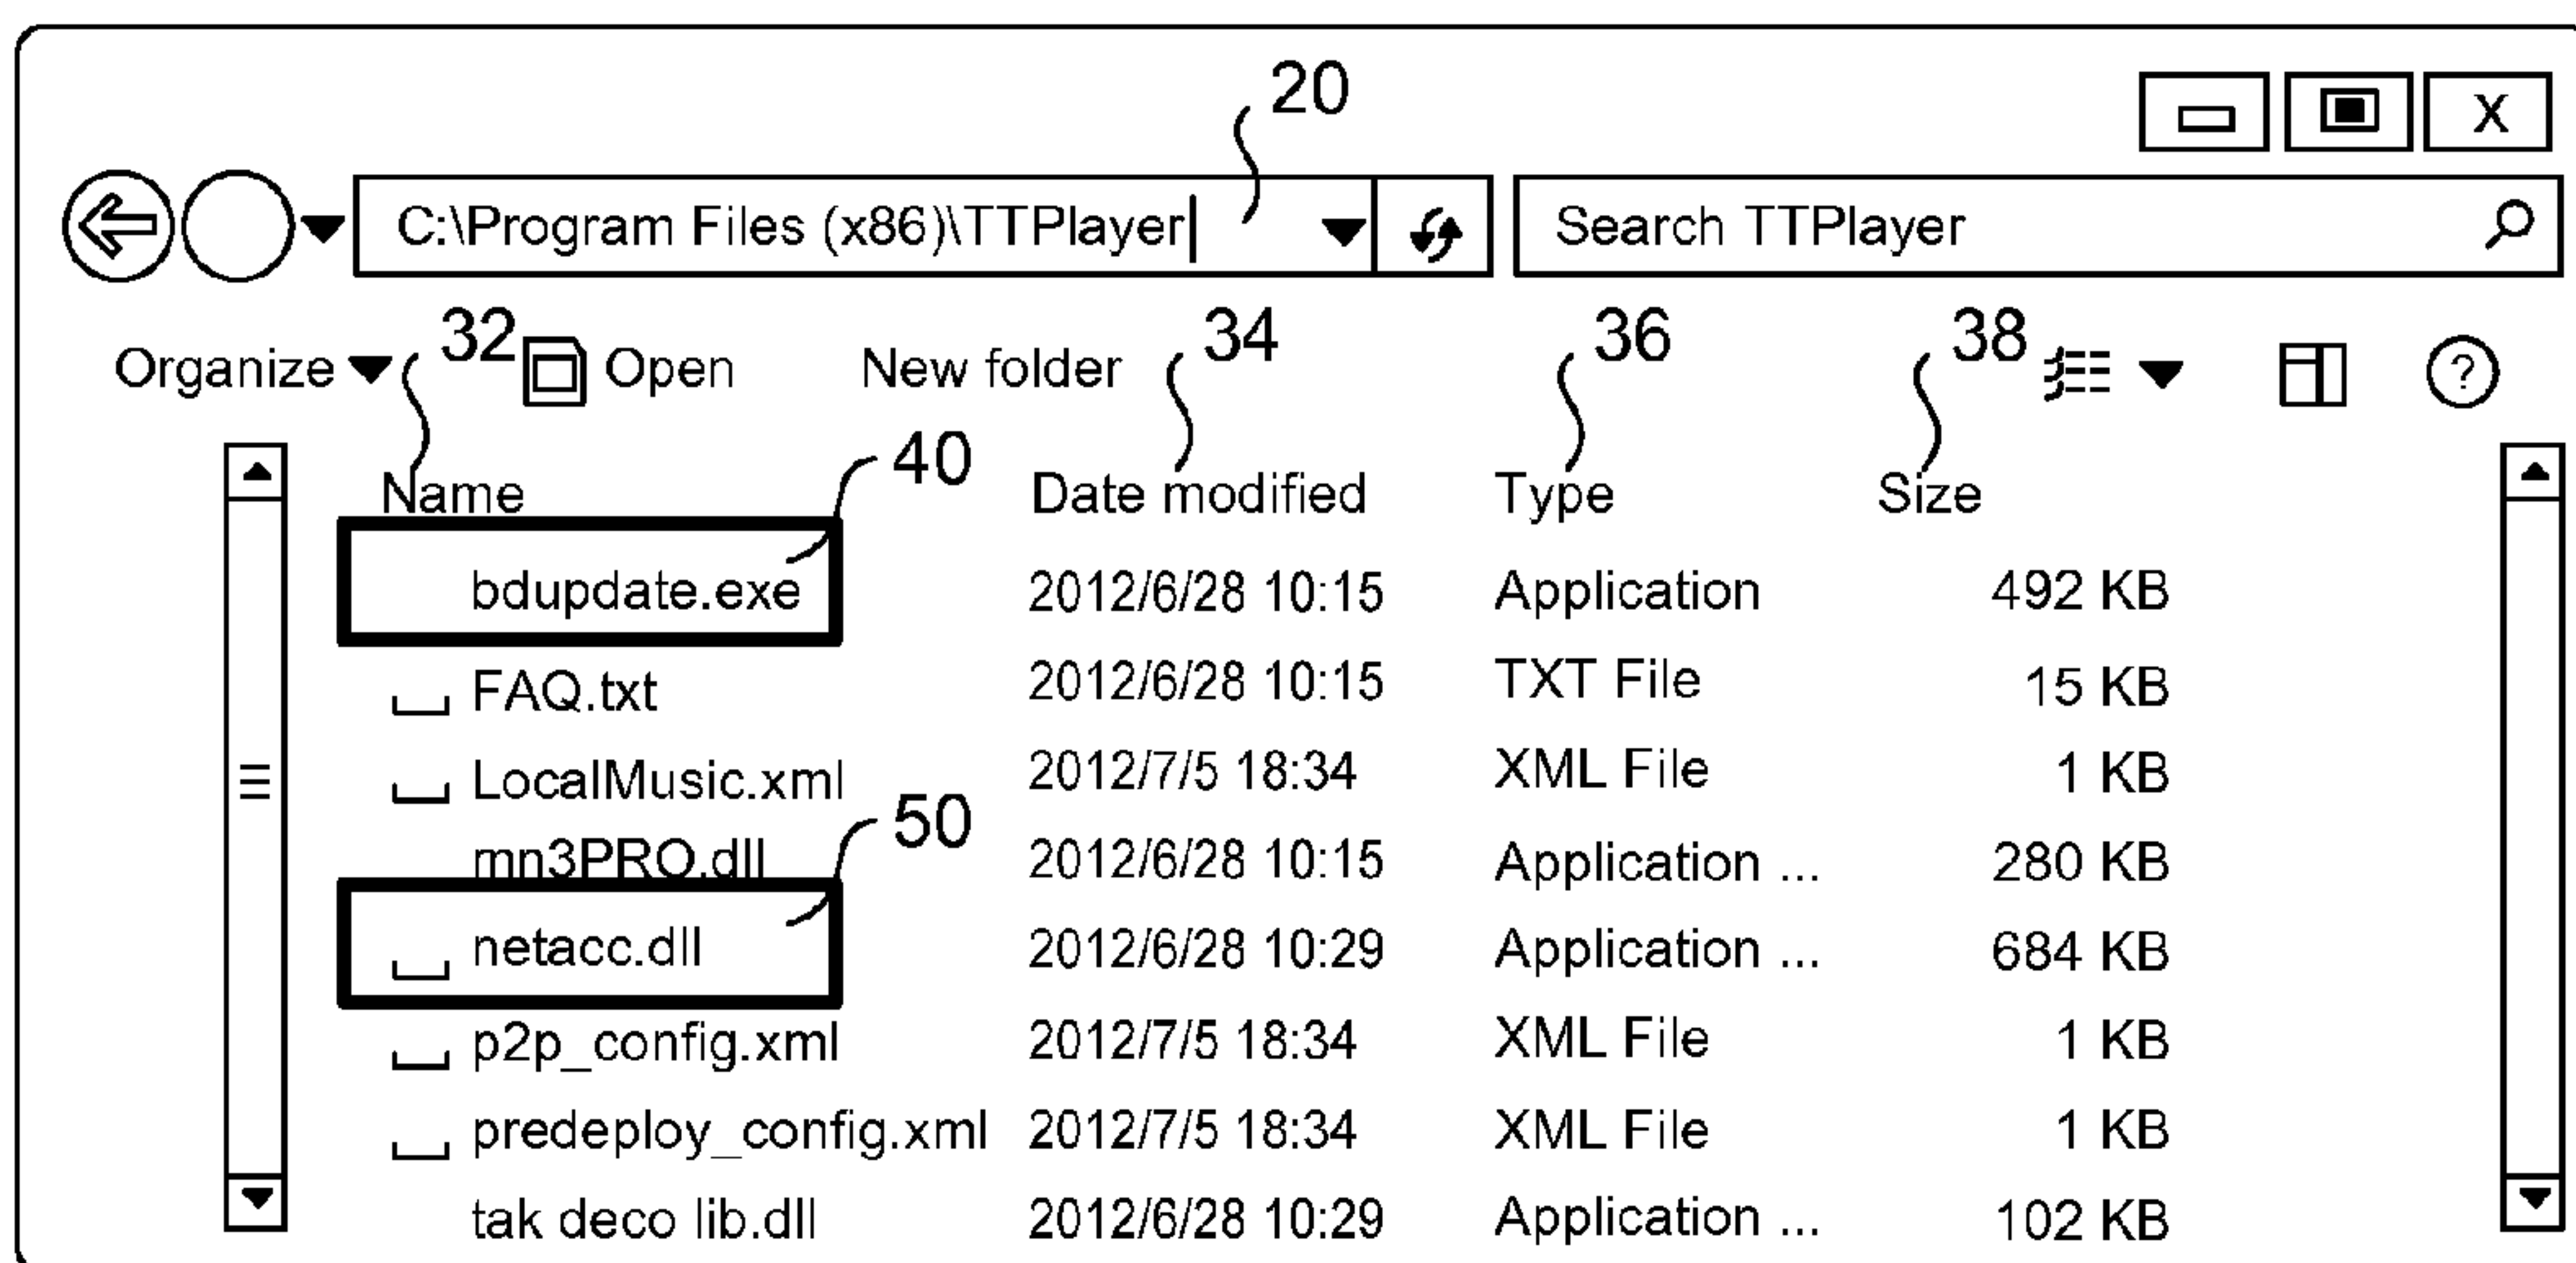 20
X
C:\Program Files (x86)\TTPlayer
Search TTPlayer
32 34 36 38
Organize Open New folder ?
40
Name Date modified Type Size
bdupdate.exe 2012/6/28 10:15 Application 492 KB
FAQ.txt 2012/6/28 10:15 TXT File 15 KB
LocalMusic.xml 2012/7/5 18:34 XML File 1 KB
50
mn3PRO.dll 2012/6/28 10:15 Application ... 280 KB
netacc.dll 2012/6/28 10:29 Application ... 684 KB
p2p_config.xml 2012/7/5 18:34 XML File 1 KB
predeploy_config.xml 2012/7/5 18:34 XML File 1 KB
tak deco lib.dll 2012/6/28 10:29 Application ... 102 KB